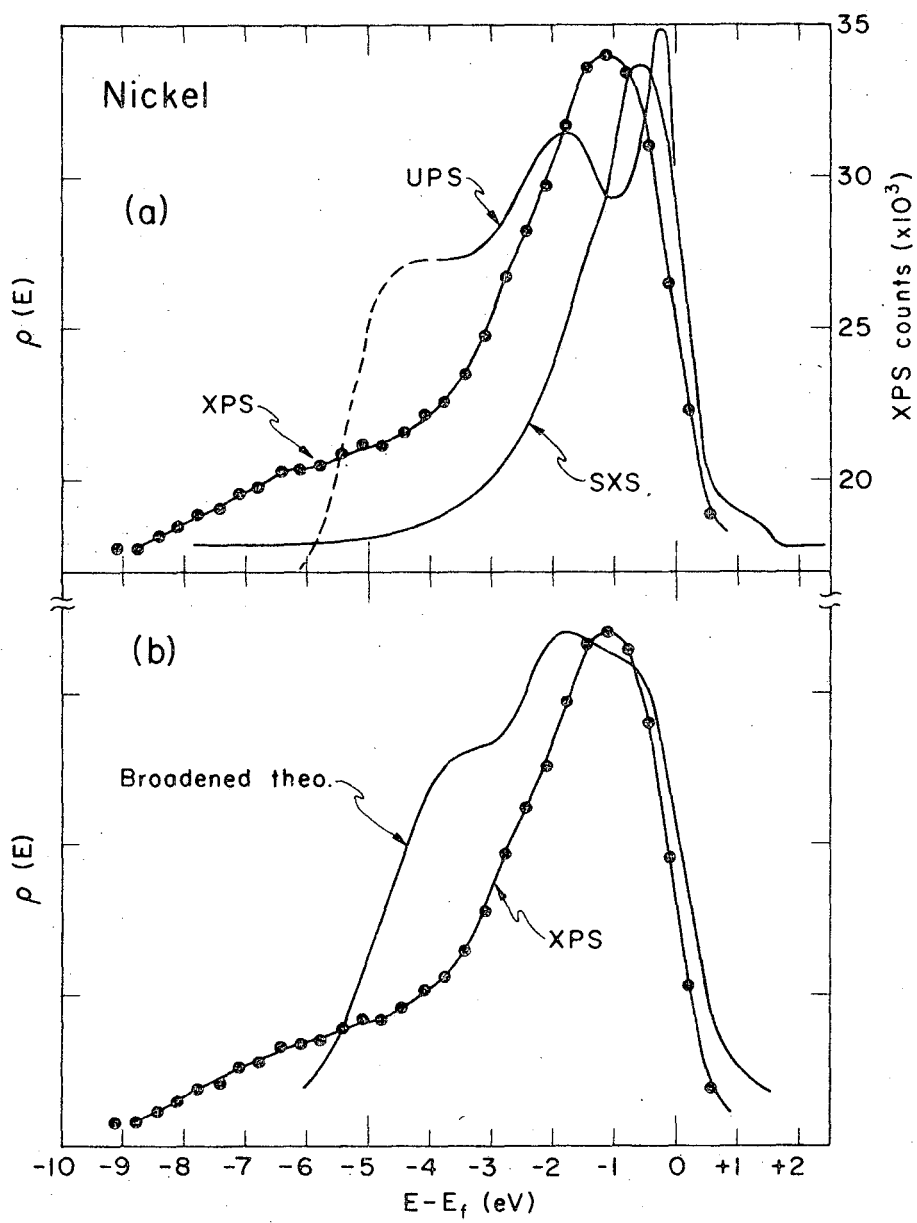 Nickel
(a)
UPS
XPS
SXS
ρ (E)
35
30
25
20
XPS counts (x10³)
(b)
Broadened theo.
XPS
ρ (E)
-10 -9 -8 -7 -6 -5 -4 -3 -2 -1 0 +1 +2
E-E_f (eV)